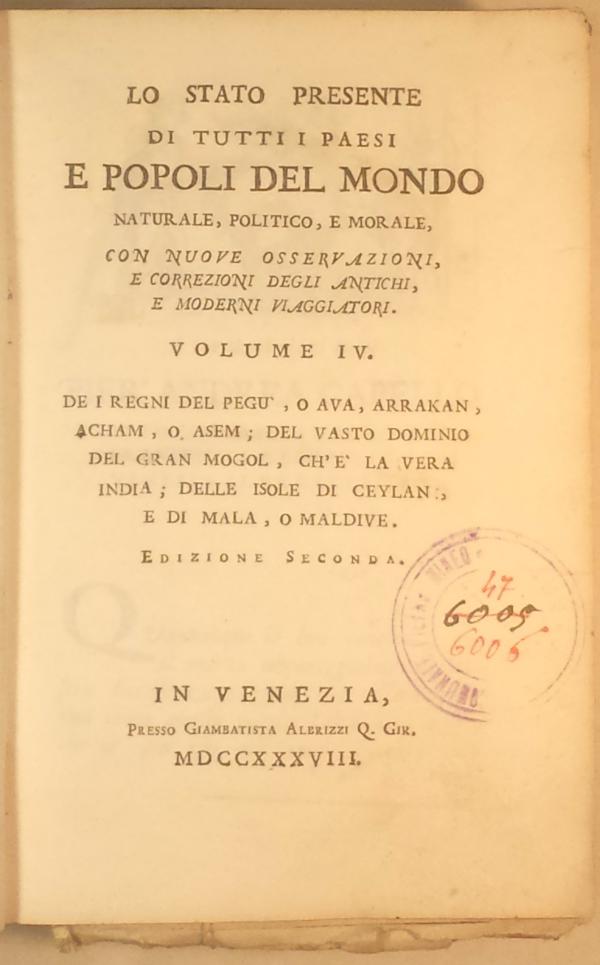 LO STATO PRESENTE
DI TUTTI I PAESI
E POPOLI DEL MONDO
NATURALE, POLITICO, E MORALE,
CON NUOVE OSSERVAZIONI,
E CORREZIONI DEGLI ANTICHI,
E MODERNI VIAGGIATORI.
VOLUME IV.
DE I REGNI DEL PEGU', O AVA, ARRAKAN,
ACHAM, O ASEM; DEL VASTO DOMINIO
DEL GRAN MOGOL, CH'E' LA VERA
INDIA; DELLE ISOLE DI CEYLAN,
E DI MALA, O MALDIVE.
EDIZIONE SECONDA.
47
6005
6006
IN VENEZIA,
PRESSO GIAMBATISTA ALBRIZZI Q. GIR.
MDCCXXXVIII.